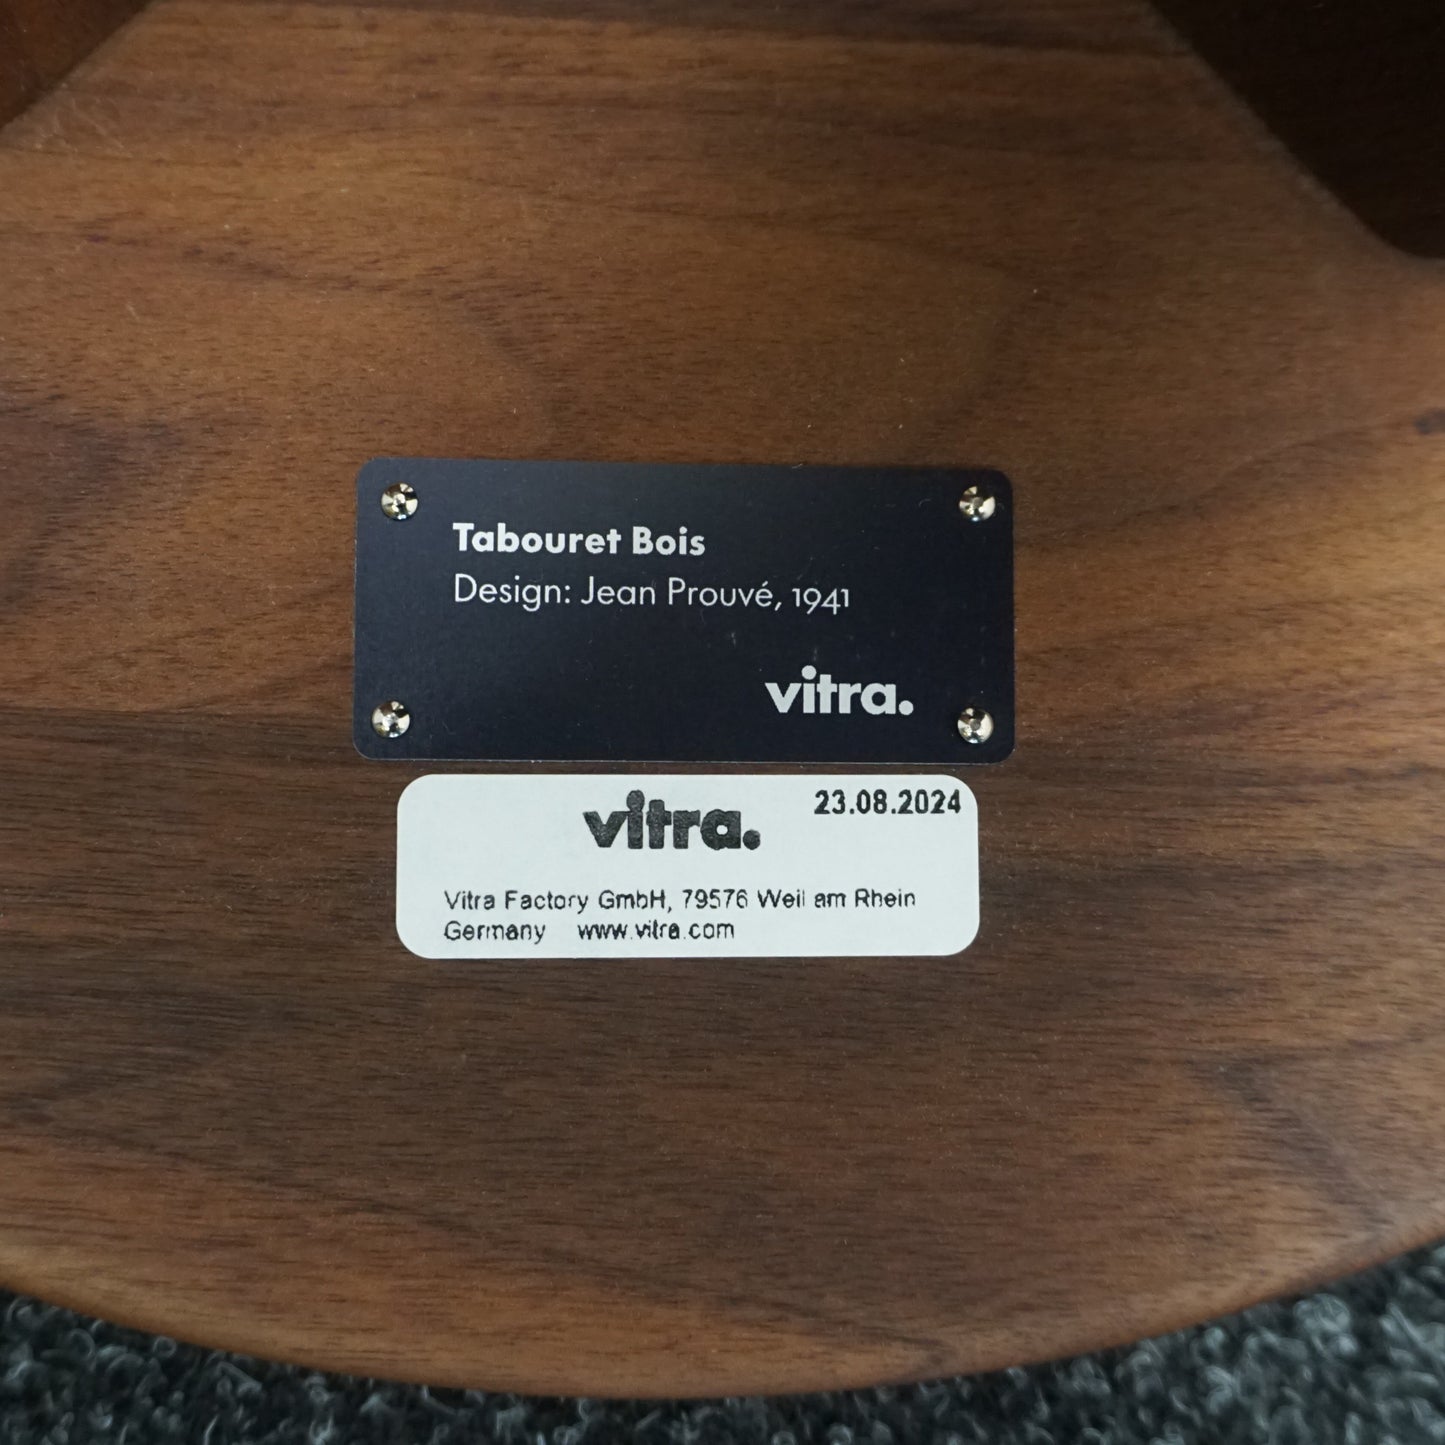 Tabouret Bois
Design: Jean Prouvé, 1941
vitra.
vitra.
23.08.2024
Vitra Factory GmbH, 79576 Weil am Rhein
Germany www.vitra.com